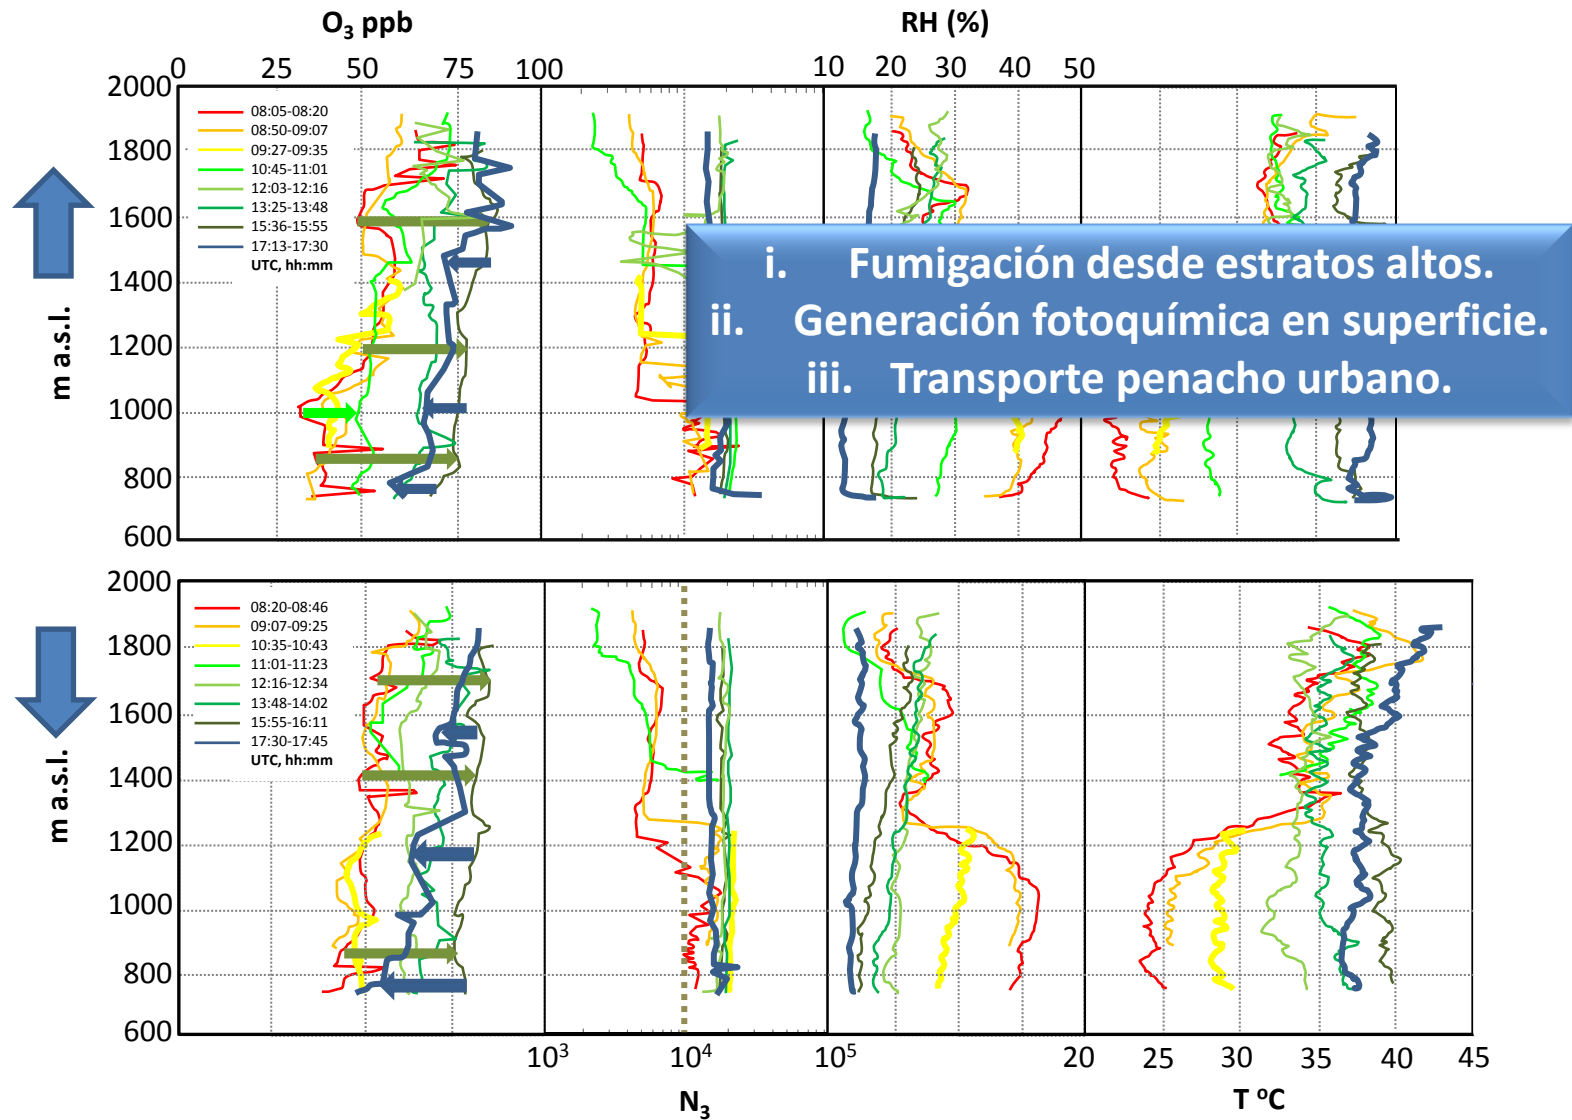 O₃ ppb
RH (%)
0 25 50 75 100
10 20 30 40 50
2000
1800
1600
1400
1200
1000
800
600
m a.s.l.
08:05-08:20
08:50-09:07
09:27-09:35
10:45-11:01
12:03-12:16
13:25-13:48
15:36-15:55
17:13-17:30
UTC, hh:mm
i. Fumigación desde estratos altos.
ii. Generación fotoquímica en superficie.
iii. Transporte penacho urbano.
2000
1800
1600
1400
1200
1000
800
600
m a.s.l.
08:20-08:46
09:07-09:25
10:35-10:43
11:01-11:23
12:16-12:34
13:48-14:02
15:55-16:11
17:30-17:45
UTC, hh:mm
10³ 10⁴ 10⁵
20 25 30 35 40 45
N₃
T ºC